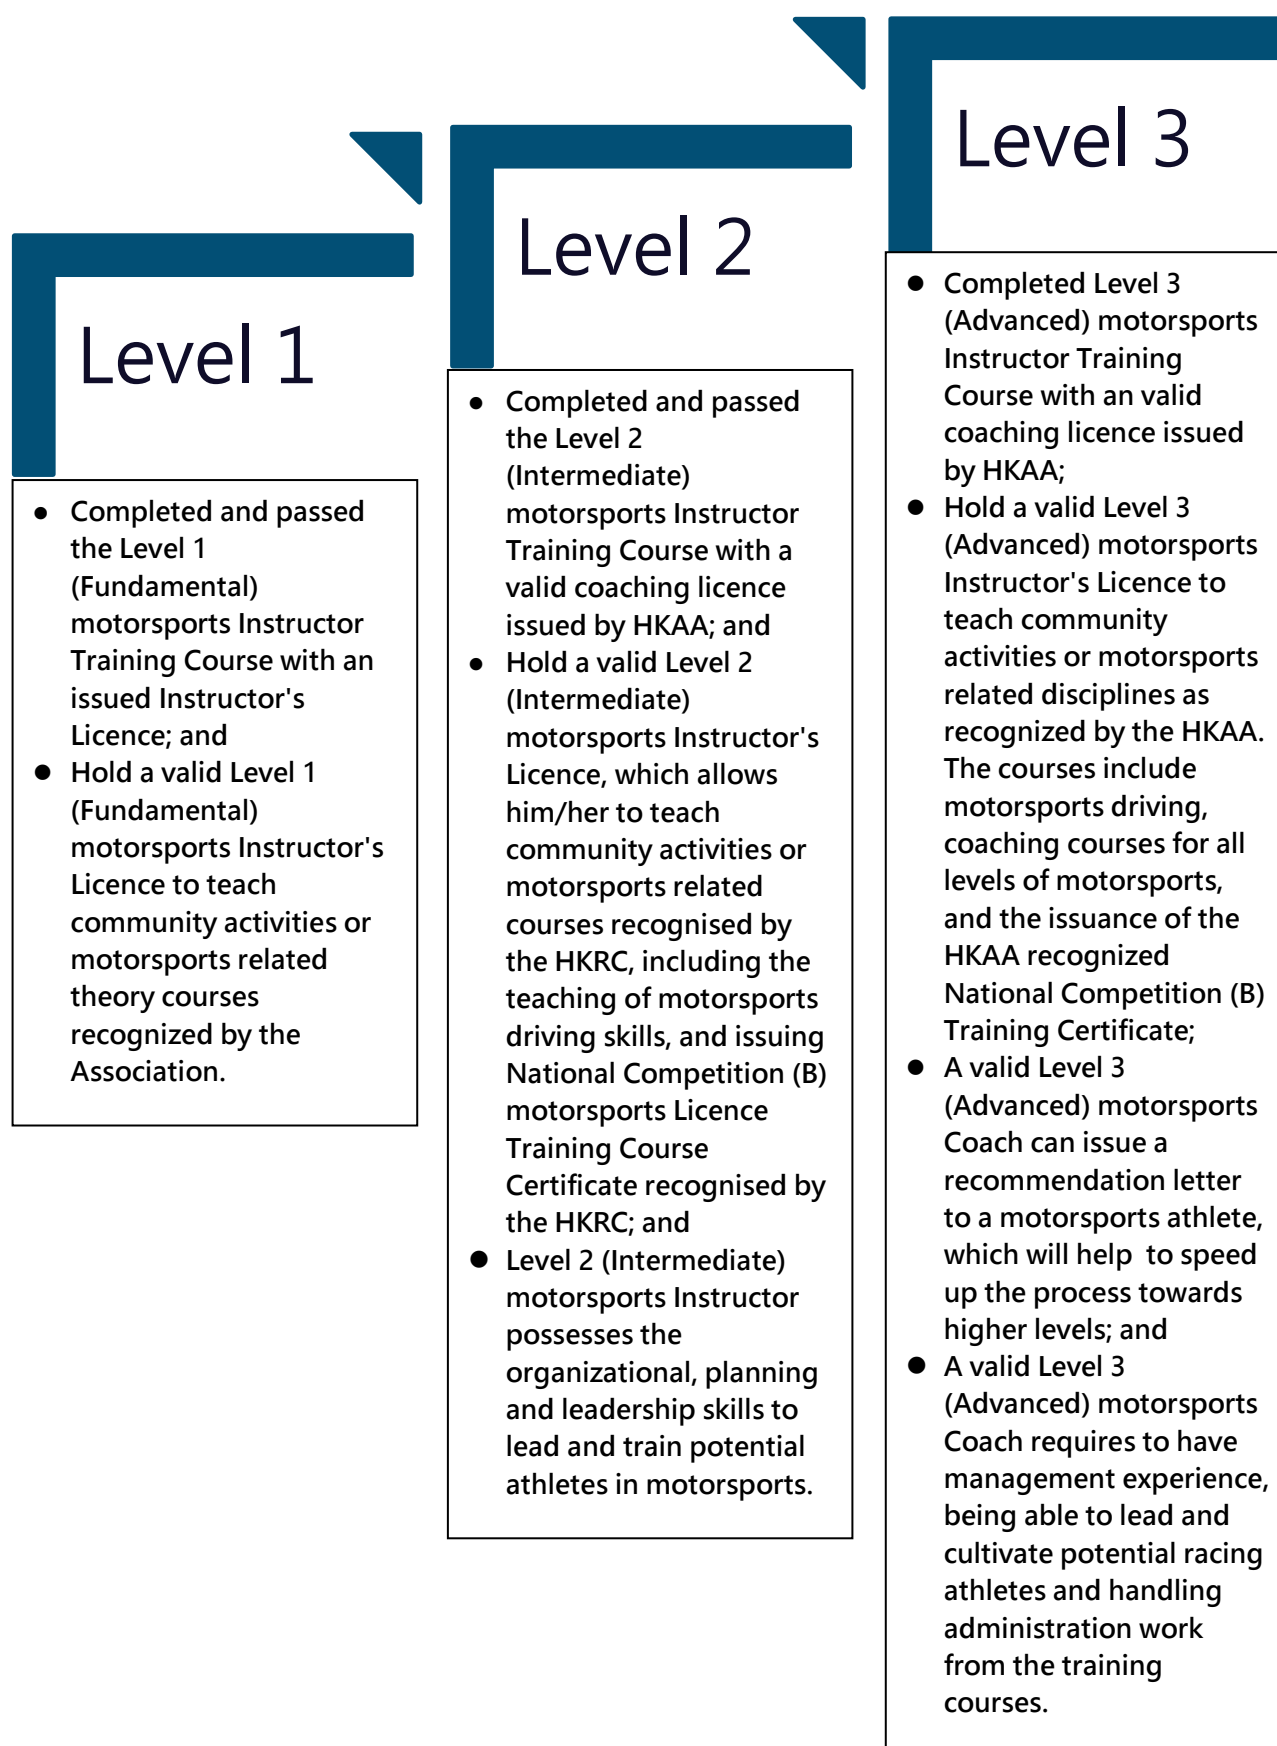 Level 1
● Completed and passed
the Level 1
(Fundamental)
motorsports Instructor
Training Course with an
issued Instructor's
Licence; and
● Hold a valid Level 1
(Fundamental)
motorsports Instructor's
Licence to teach
community activities or
motorsports related
theory courses
recognized by the
Association.
Level 2
● Completed and passed
the Level 2
(Intermediate)
motorsports Instructor
Training Course with a
valid coaching licence
issued by HKAA; and
● Hold a valid Level 2
(Intermediate)
motorsports Instructor's
Licence, which allows
him/her to teach
community activities or
motorsports related
courses recognised by
the HKRC, including the
teaching of motorsports
driving skills, and issuing
National Competition (B)
motorsports Licence
Training Course
Certificate recognised by
the HKRC; and
● Level 2 (Intermediate)
motorsports Instructor
possesses the
organizational, planning
and leadership skills to
lead and train potential
athletes in motorsports.
Level 3
● Completed Level 3
(Advanced) motorsports
Instructor Training
Course with an valid
coaching licence issued
by HKAA;
● Hold a valid Level 3
(Advanced) motorsports
Instructor's Licence to
teach community
activities or motorsports
related disciplines as
recognized by the HKAA.
The courses include
motorsports driving,
coaching courses for all
levels of motorsports,
and the issuance of the
HKAA recognized
National Competition (B)
Training Certificate;
● A valid Level 3
(Advanced) motorsports
Coach can issue a
recommendation letter
to a motorsports athlete,
which will help  to speed
up the process towards
higher levels; and
● A valid Level 3
(Advanced) motorsports
Coach requires to have
management experience,
being able to lead and
cultivate potential racing
athletes and handling
administration work
from the training
courses.